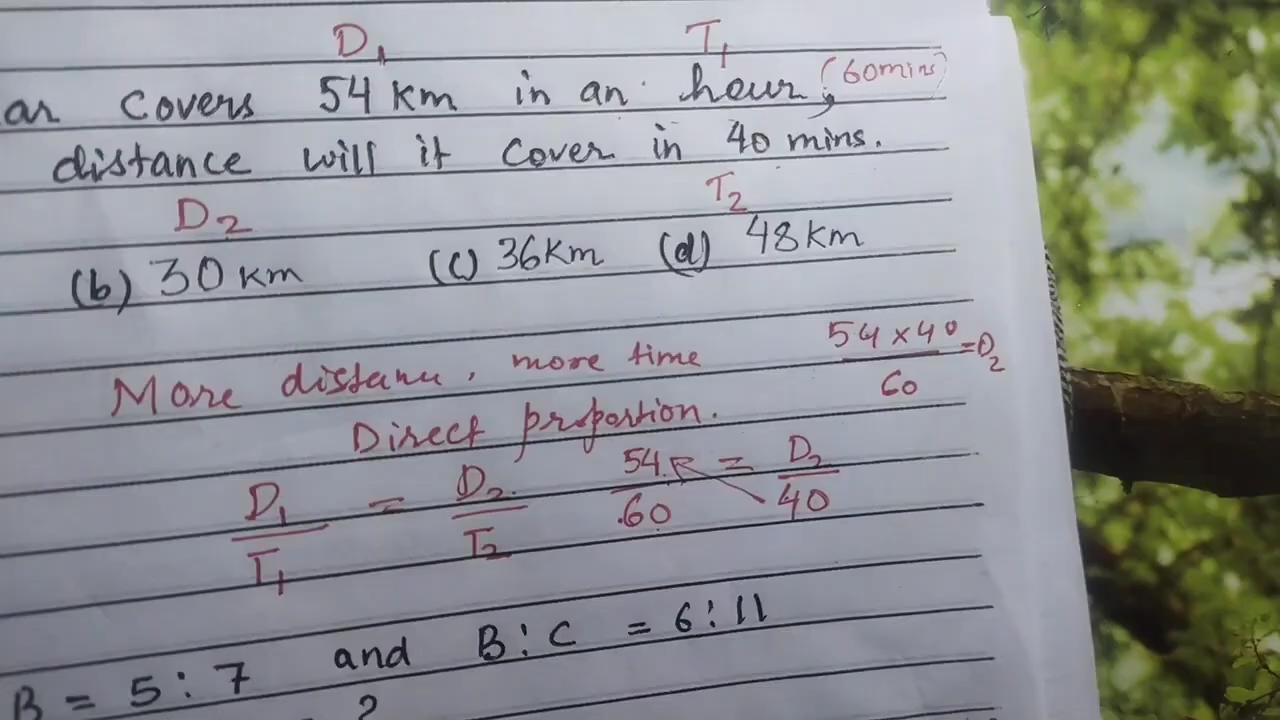 D₁ T₁
ar covers 54 km in an hour, (60mins)
distance will it cover in 40 mins.
D₂ T₂
(b) 30 km (c) 36km (d) 48km
54 x 40 / 60 = D₂
More distanu, more time
Direct proportion.
D₁/T₁ = D₂/T₂ 54/60 = D₂/40
B = 5:7 and B:C = 6:11
?